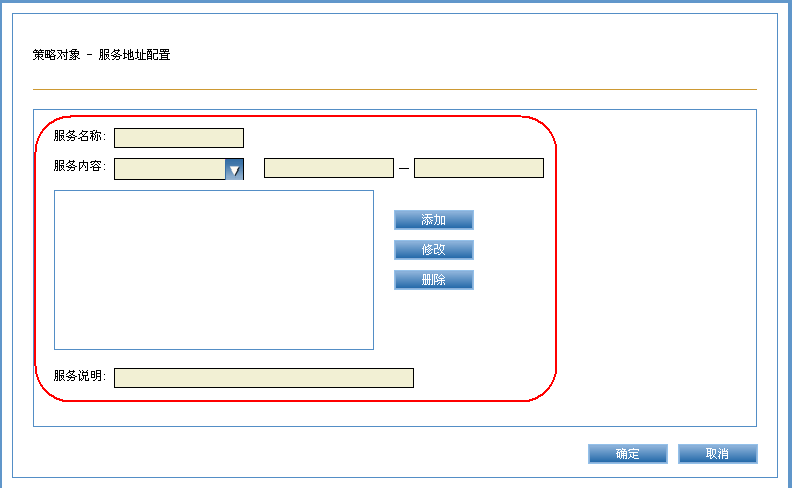 策略对象 - 服务地址配置
服务名称:
服务内容: —
添加
修改
删除
服务说明:
确定 取消